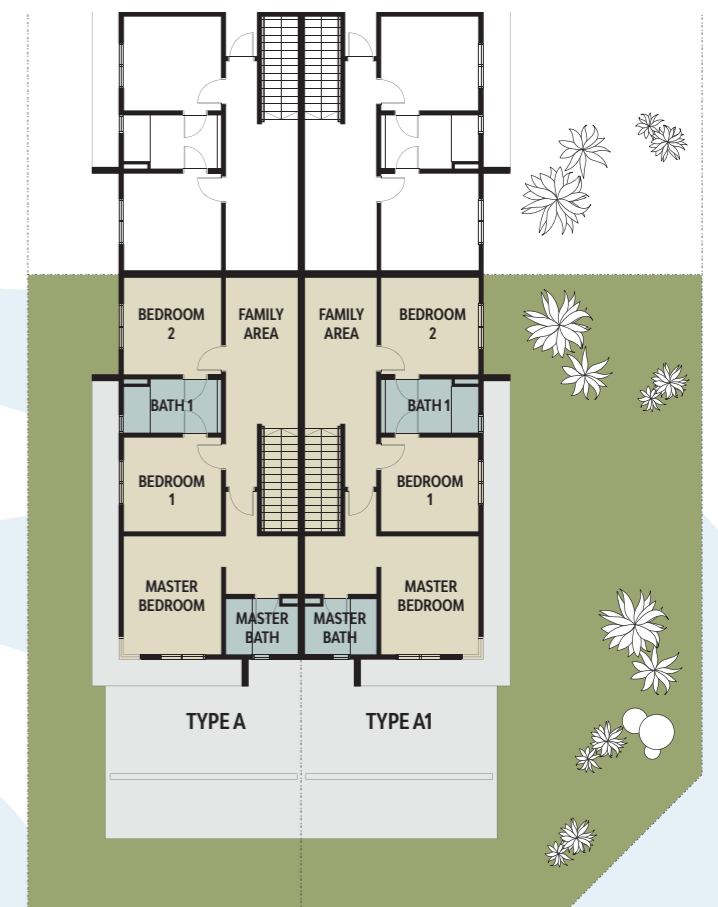 BEDROOM
2
FAMILY
AREA
FAMILY
AREA
BEDROOM
2
BATH 1
BATH 1
BEDROOM
1
BEDROOM
1
MASTER
BEDROOM
MASTER
BATH
MASTER
BATH
MASTER
BEDROOM
TYPE A
TYPE A1